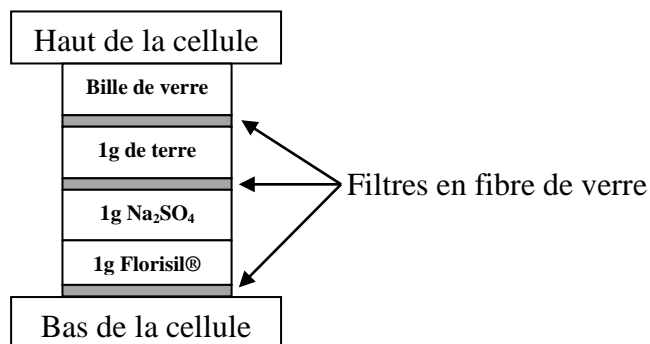 Haut de la cellule
Bille de verre
1g de terre
Filtres en fibre de verre
1g Na₂SO₄
1g Florisil®
Bas de la cellule